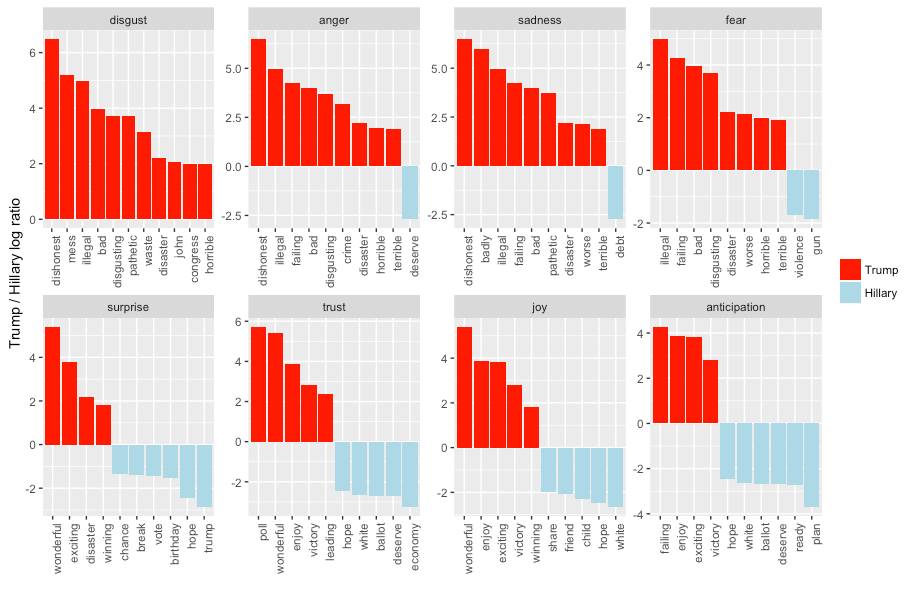 disgust
anger
sadness
fear
6
4
2
0
5.0
2.5
0.0
-2.5
5.0
2.5
0.0
-2.5
4
2
0
-2
dishonest
mess
illegal
bad
disgusting
pathetic
waste
disaster
john
congress
horrible
dishonest
illegal
failing
bad
disgusting
crime
disaster
horrible
terrible
deserve
dishonest
badly
illegal
failing
bad
pathetic
disaster
worse
terrible
debt
illegal
failing
bad
disgusting
disaster
worse
horrible
terrible
violence
gun
Trump / Hillary log ratio
Trump
Hillary
surprise
trust
joy
anticipation
4
2
0
-2
6
4
2
0
-2
4
2
0
-2
4
2
0
-2
-4
wonderful
exciting
disaster
winning
chance
break
vote
birthday
hope
trump
poll
wonderful
enjoy
victory
leading
hope
white
ballot
deserve
economy
wonderful
enjoy
exciting
victory
winning
share
friend
child
hope
white
failing
enjoy
exciting
victory
hope
white
ballot
deserve
ready
plan